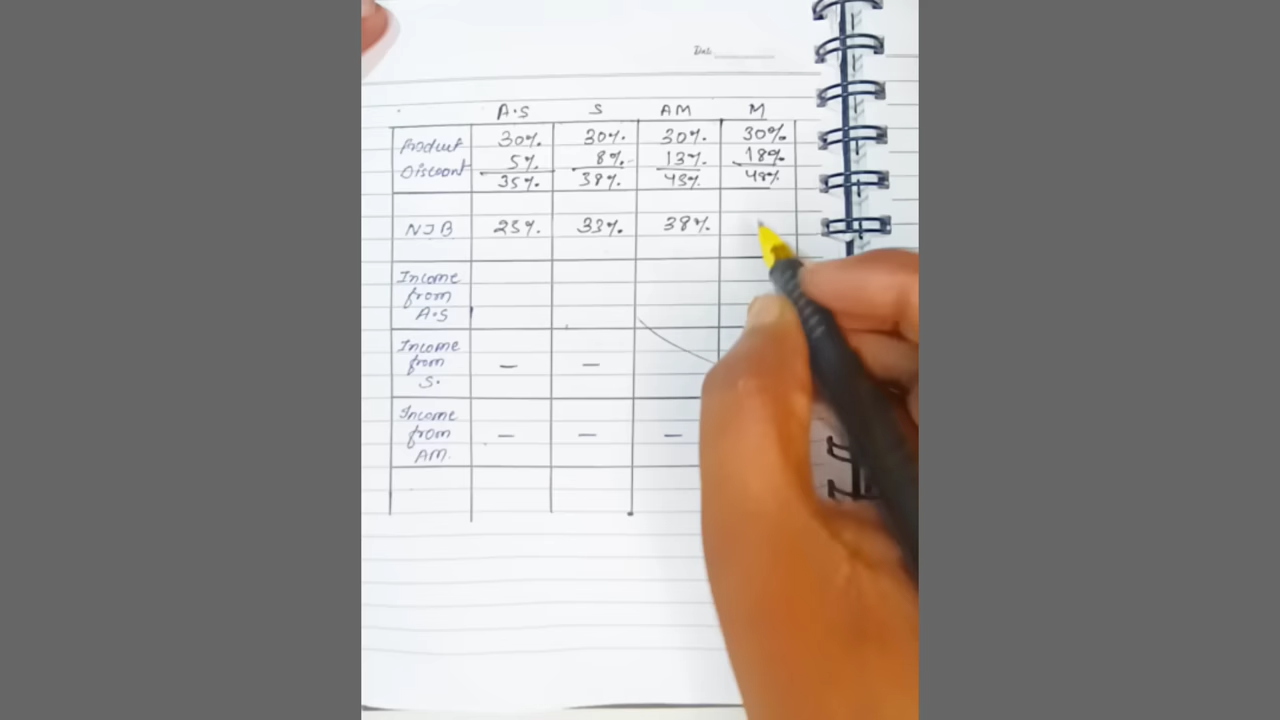 Date
A.S S AM M
Product 30% 30% 30% 30%
Discount 5% 8% 13% 18%
35% 38% 43% 48%
NJB 25% 33% 38%
Income
from
A.S
Income
from
S.
Income
from
AM.